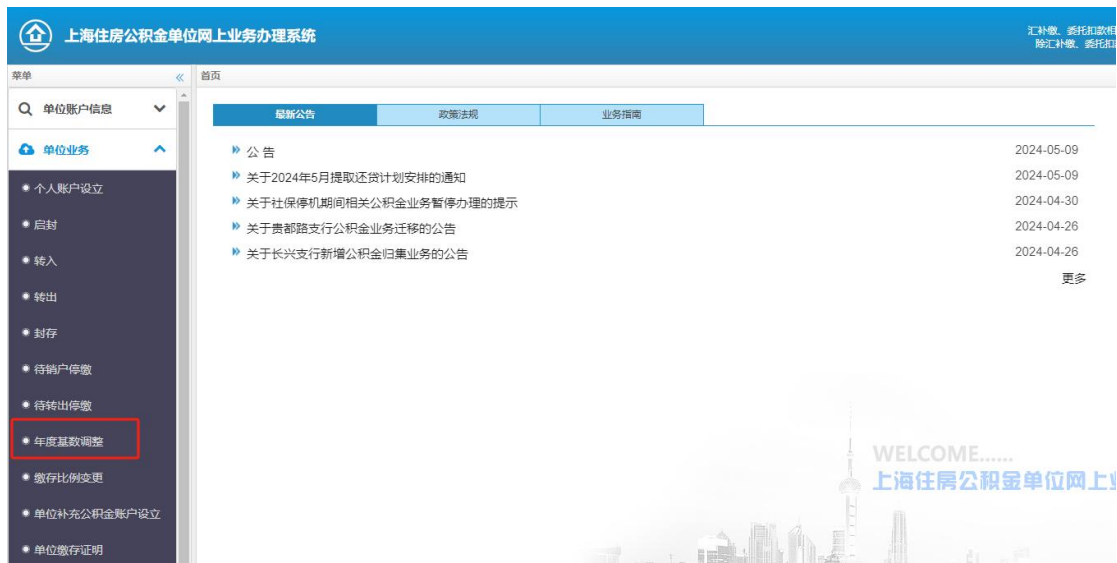 上海住房公积金单位网上业务办理系统
汇补缴、委托扣款相
除汇补缴、委托扣
菜单
«
首页
单位账户信息
单位业务
个人账户设立
启封
转入
转出
封存
待销户停缴
待转出停缴
年度基数调整
缴存比例变更
单位补充公积金账户设立
单位缴存证明
最新公告 政策法规 业务指南
公 告 2024-05-09
关于2024年5月提取还贷计划安排的通知 2024-05-09
关于社保停机期间相关公积金业务暂停办理的提示 2024-04-30
关于贵都路支行公积金业务迁移的公告 2024-04-26
关于长兴支行新增公积金归集业务的公告 2024-04-26
更多
WELCOME......
上海住房公积金单位网上